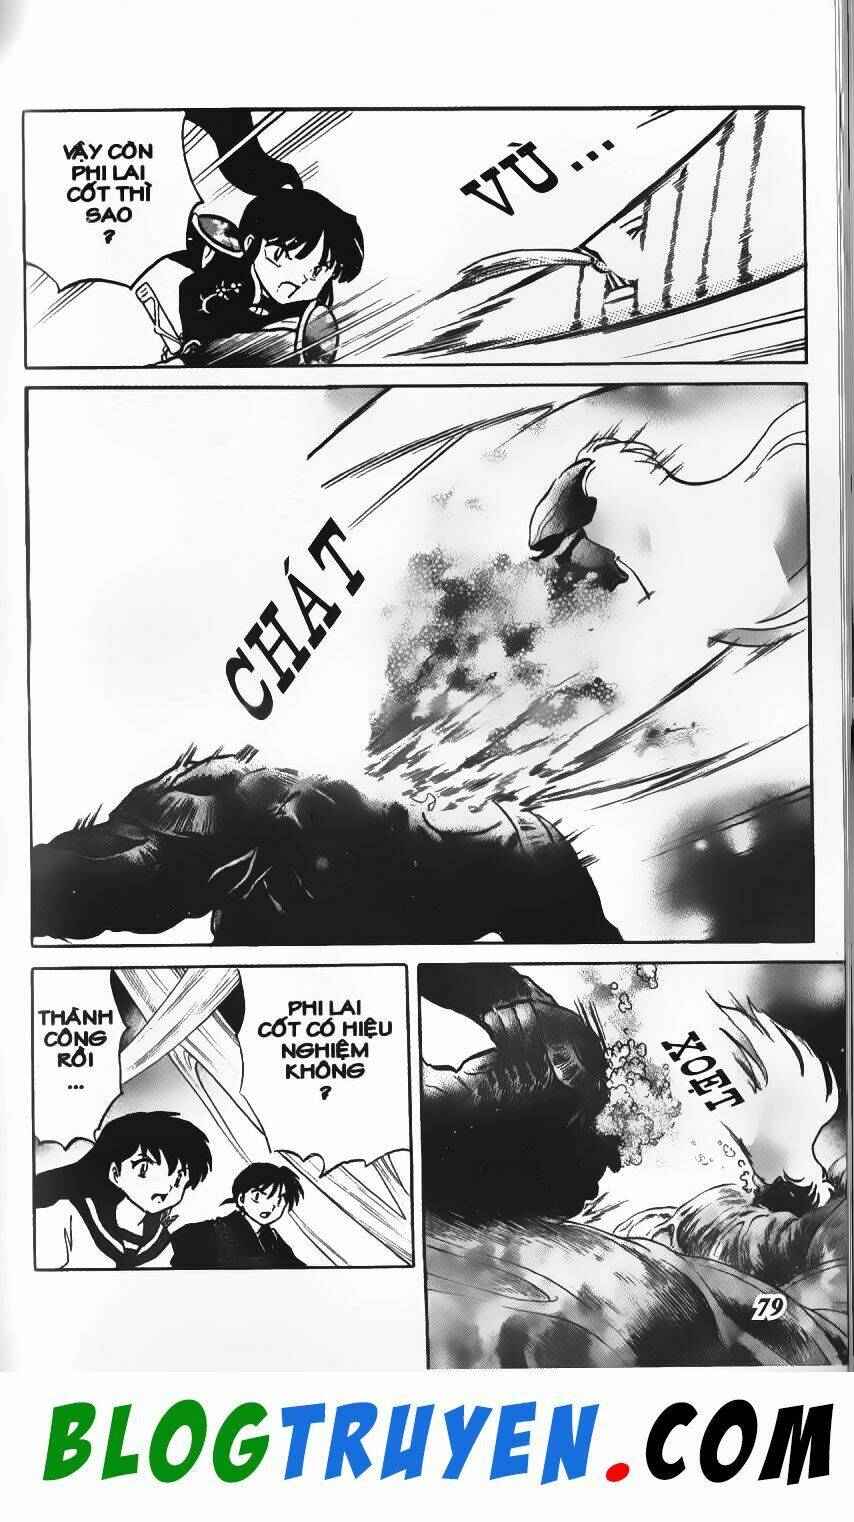 VẬY CÒN
PHI LAI
CỐT THÌ
SAO
?
VÙ...
CHÁT
THÀNH
CÔNG
RỒI
...
PHI LAI
CỐT CÓ HIỆU
NGHIỆM
KHÔNG
?
XOẸT
79
BLOGTRUYEN.COM